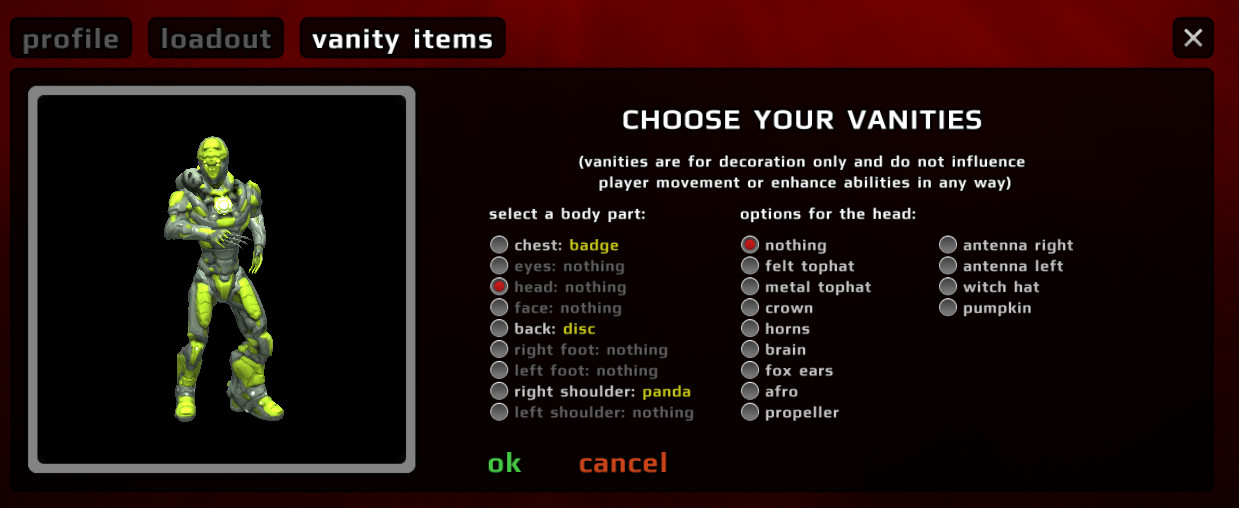 profile loadout vanity items
CHOOSE YOUR VANITIES
(vanities are for decoration only and do not influence
player movement or enhance abilities in any way)
select a body part:
chest: badge
eyes: nothing
head: nothing
face: nothing
back: disc
right foot: nothing
left foot: nothing
right shoulder: panda
left shoulder: nothing
options for the head:
nothing
felt tophat
metal tophat
crown
horns
brain
fox ears
afro
propeller
antenna right
antenna left
witch hat
pumpkin
ok cancel